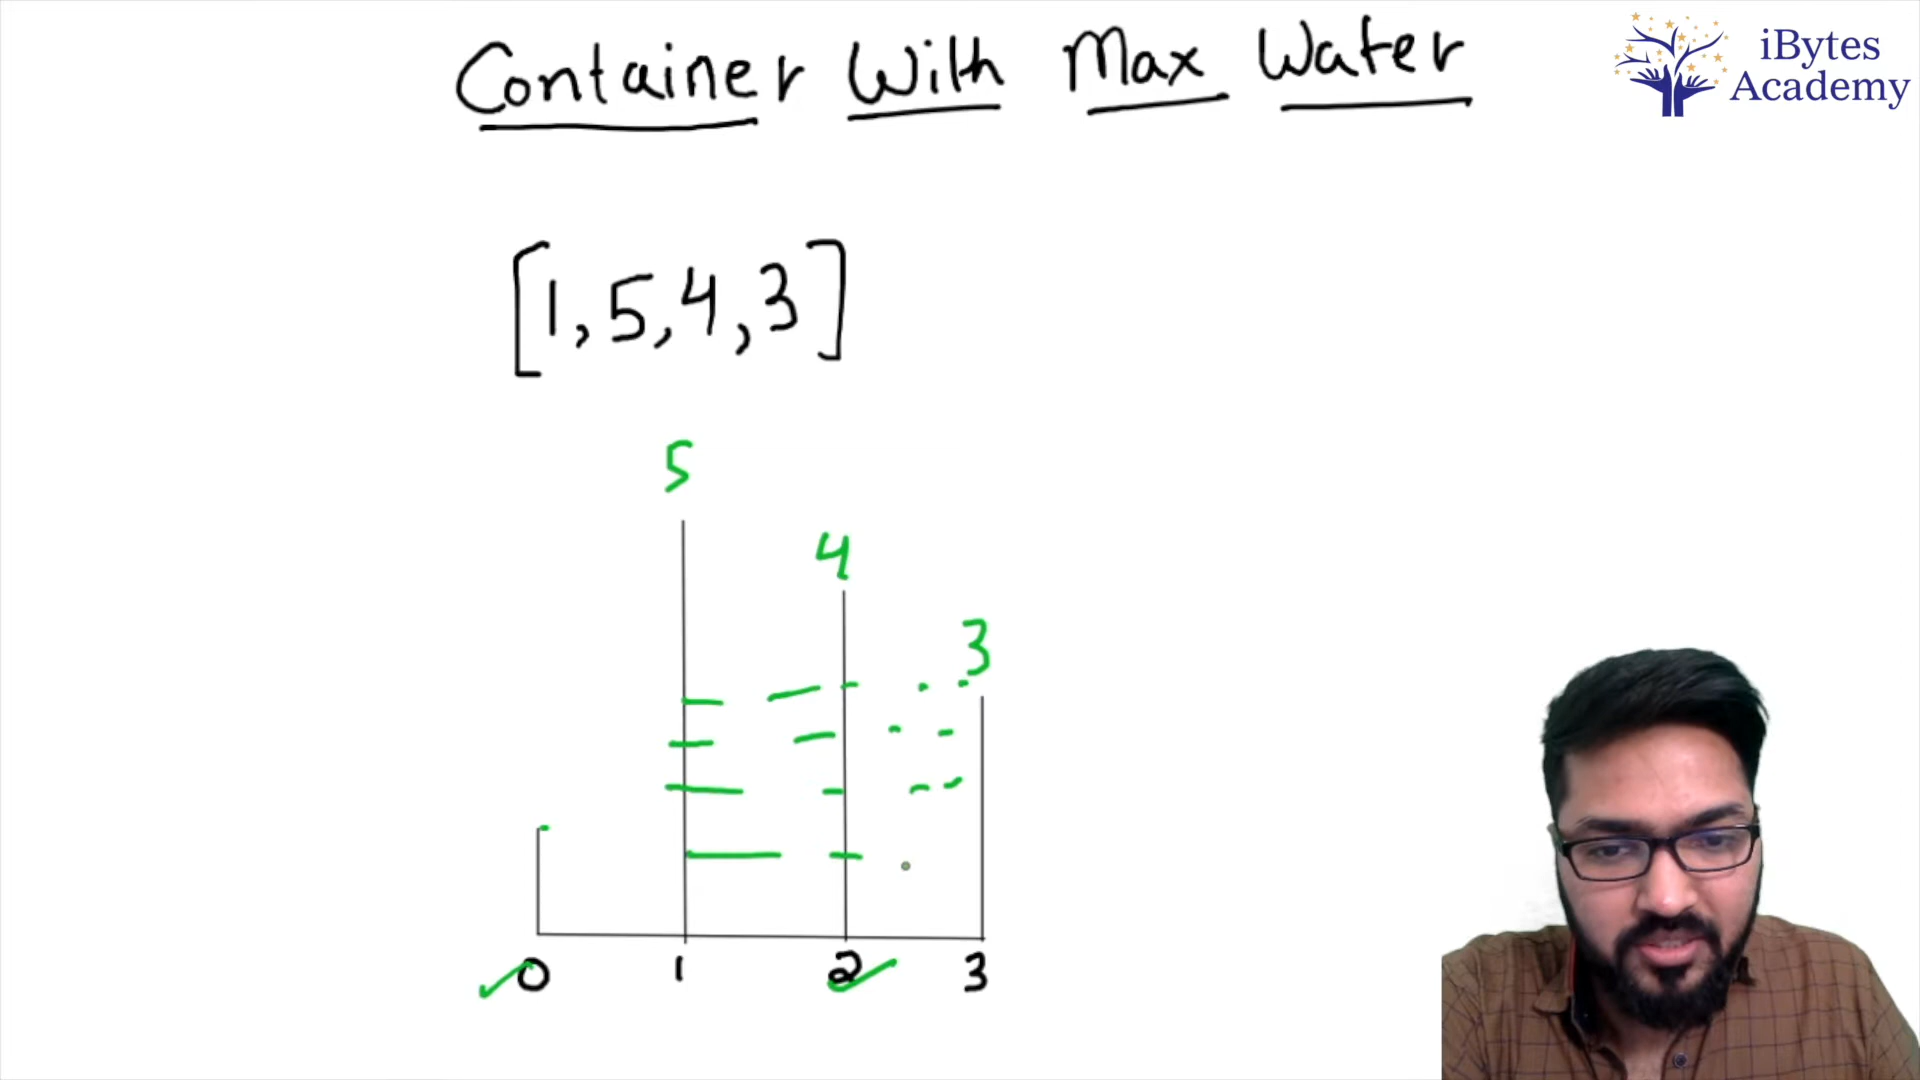 Container With Max Water
iBytes
Academy
[1,5,4,3]
5
4
3
0 1 2 3